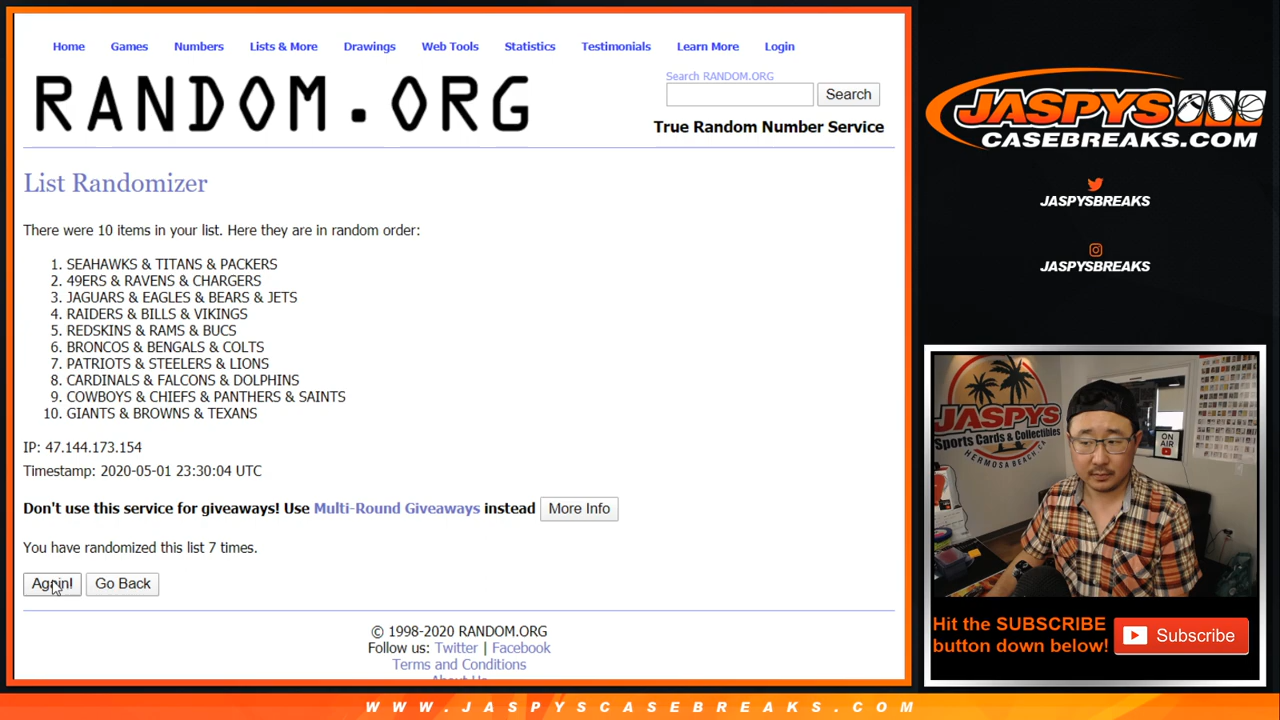 Home Games Numbers Lists & More Drawings Web Tools Statistics Testimonials Learn More Login
RANDOM.ORG
Search RANDOM.ORG
Search
True Random Number Service
List Randomizer
There were 10 items in your list. Here they are in random order:
1. SEAHAWKS & TITANS & PACKERS
2. 49ERS & RAVENS & CHARGERS
3. JAGUARS & EAGLES & BEARS & JETS
4. RAIDERS & BILLS & VIKINGS
5. REDSKINS & RAMS & BUCS
6. BRONCOS & BENGALS & COLTS
7. PATRIOTS & STEELERS & LIONS
8. CARDINALS & FALCONS & DOLPHINS
9. COWBOYS & CHIEFS & PANTHERS & SAINTS
10. GIANTS & BROWNS & TEXANS
IP: 47.144.173.154
Timestamp: 2020-05-01 23:30:04 UTC
Don't use this service for giveaways! Use Multi-Round Giveaways instead More Info
You have randomized this list 7 times.
Again! Go Back
© 1998-2020 RANDOM.ORG
Follow us: Twitter | Facebook
Terms and Conditions
About Us
JASPYS
CASEBREAKS.COM
JASPYSBREAKS
JASPYSBREAKS
JASPYS
Sports Cards & Collectibles
HERMOSA BEACH, CA
ON
AIR
Hit the SUBSCRIBE
button down below!
Subscribe
WWW.JASPYSCASEBREAKS.COM